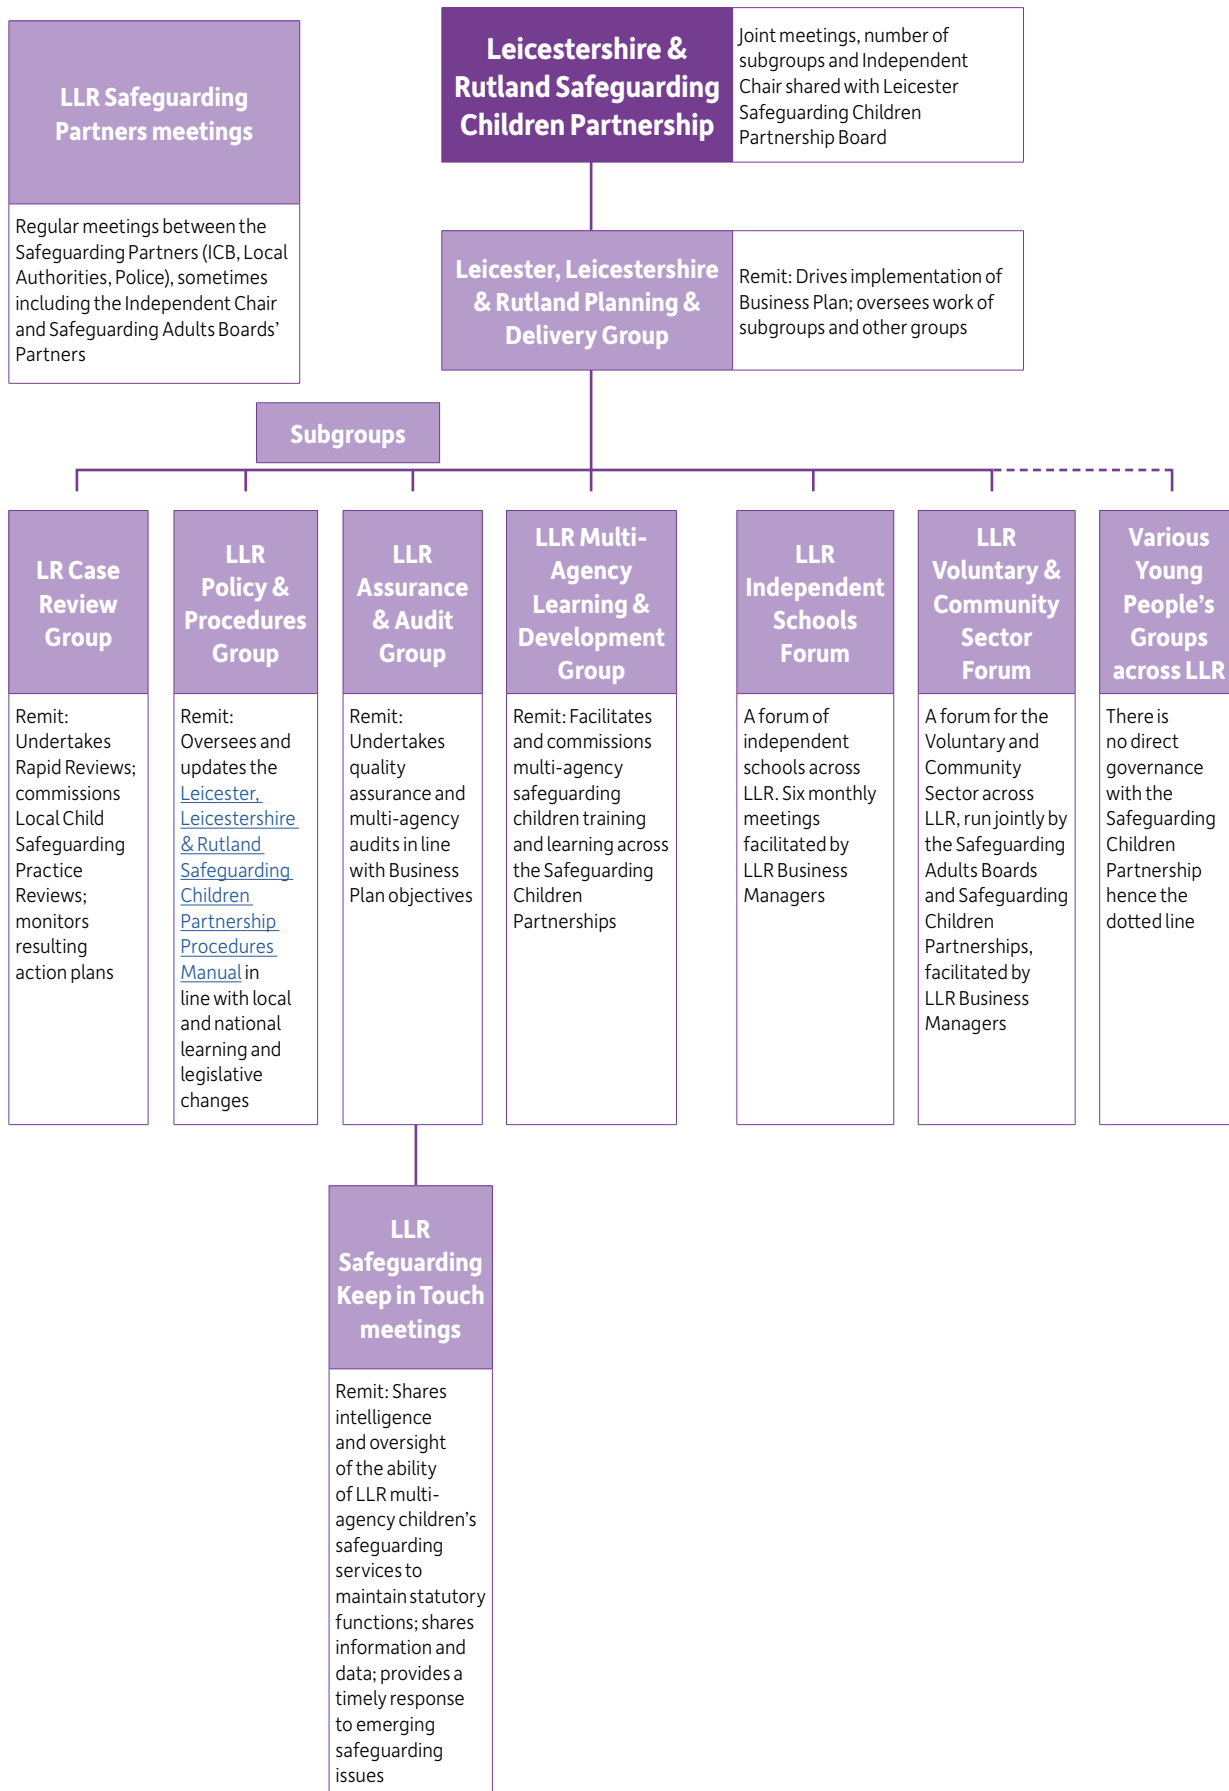 LLR Safeguarding
Partners meetings
Regular meetings between the
Safeguarding Partners (ICB, Local
Authorities, Police), sometimes
including the Independent Chair
and Safeguarding Adults Boards’
Partners
Leicestershire &
Rutland Safeguarding
Children Partnership
Joint meetings, number of
subgroups and Independent
Chair shared with Leicester
Safeguarding Children
Partnership Board
Leicester, Leicestershire
& Rutland Planning &
Delivery Group
Remit: Drives implementation of
Business Plan; oversees work of
subgroups and other groups
Subgroups
LR Case
Review
Group
Remit:
Undertakes
Rapid Reviews;
commissions
Local Child
Safeguarding
Practice
Reviews;
monitors
resulting
action plans
LLR
Policy &
Procedures
Group
Remit:
Oversees and
updates the
Leicester,
Leicestershire
& Rutland
Safeguarding
Children
Partnership
Procedures
Manual in
line with local
and national
learning and
legislative
changes
LLR
Assurance
& Audit
Group
Remit:
Undertakes
quality
assurance and
multi-agency
audits in line
with Business
Plan objectives
LLR Multi-
Agency
Learning &
Development
Group
Remit: Facilitates
and commissions
multi-agency
safeguarding
children training
and learning across
the Safeguarding
Children
Partnerships
LLR
Independent
Schools
Forum
A forum of
independent
schools across
LLR. Six monthly
meetings
facilitated by
LLR Business
Managers
LLR
Voluntary &
Community
Sector
Forum
A forum for the
Voluntary and
Community
Sector across
LLR, run jointly by
the Safeguarding
Adults Boards
and Safeguarding
Children
Partnerships,
facilitated by
LLR Business
Managers
Various
Young
People’s
Groups
across LLR
There is
no direct
governance
with the
Safeguarding
Children
Partnership
hence the
dotted line
LLR
Safeguarding
Keep in Touch
meetings
Remit: Shares
intelligence
and oversight
of the ability
of LLR multi-
agency children’s
safeguarding
services to
maintain statutory
functions; shares
information and
data; provides a
timely response
to emerging
safeguarding
issues